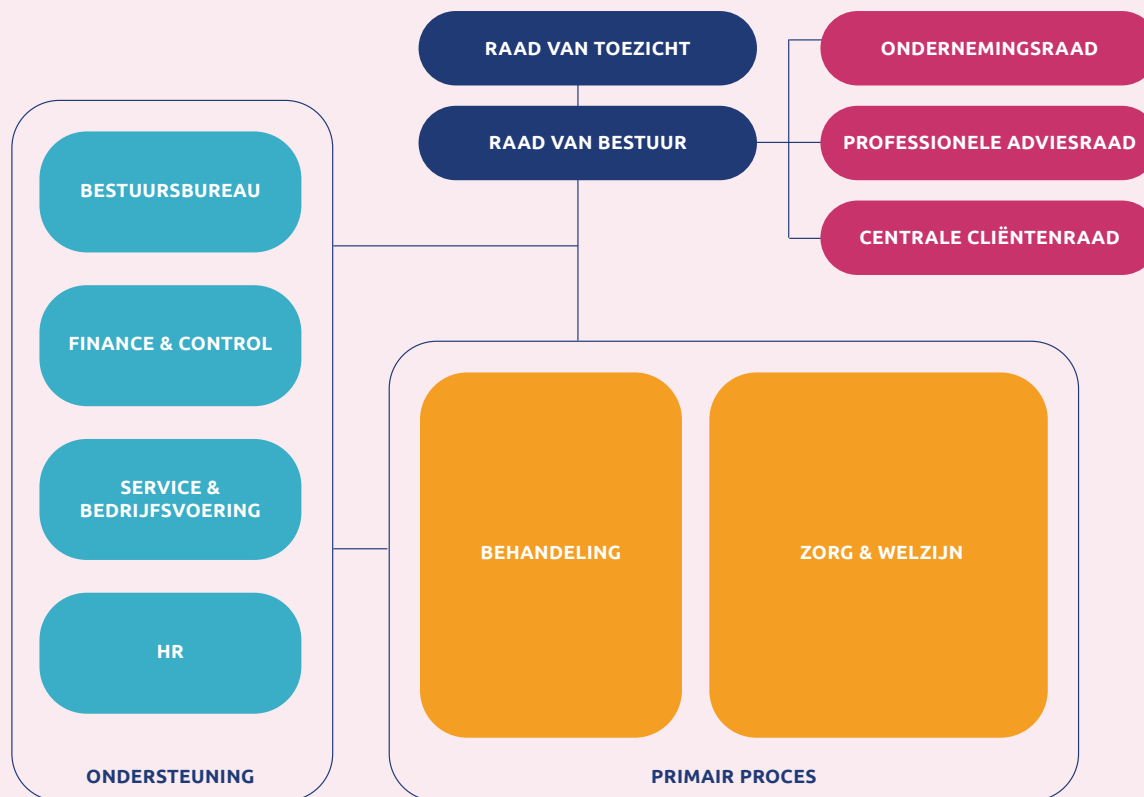 RAAD VAN TOEZICHT
ONDERNEMINGSRAAD
RAAD VAN BESTUUR
PROFESSIONELE ADVIESRAAD
CENTRALE CLIËNTENRAAD
BESTUURSBUREAU
FINANCE & CONTROL
SERVICE &
BEDRIJFSVOERING
HR
ONDERSTEUNING
BEHANDELING
ZORG & WELZIJN
PRIMAIR PROCES